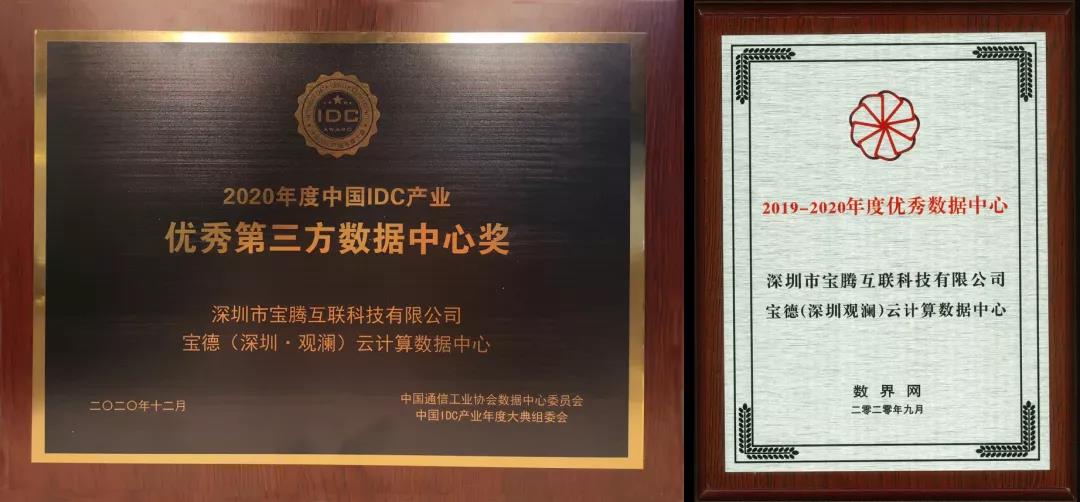 IDC
AWARD
2020年度中国IDC产业
优秀第三方数据中心奖
深圳市宝腾互联科技有限公司
宝德（深圳·观澜）云计算数据中心
二〇二〇年十二月
中国通信工业协会数据中心委员会
中国IDC产业年度大典组委会
2019-2020年度优秀数据中心
深圳市宝腾互联科技有限公司
宝德(深圳观澜)云计算数据中心
数界网
二零二零年九月